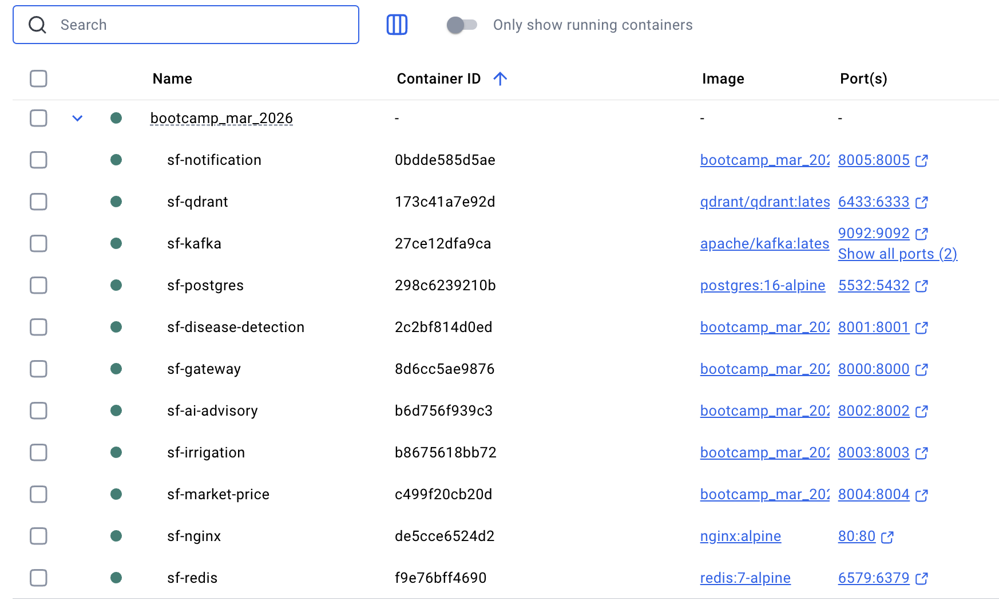 Search
Only show running containers
Name Container ID Image Port(s)
bootcamp_mar_2026 - - -
sf-notification 0bdde585d5ae bootcamp_mar_202 8005:8005
sf-qdrant 173c41a7e92d qdrant/qdrant:lates 6433:6333
sf-kafka 27ce12dfa9ca apache/kafka:lates 9092:9092
Show all ports (2)
sf-postgres 298c6239210b postgres:16-alpine 5532:5432
sf-disease-detection 2c2bf814d0ed bootcamp_mar_202 8001:8001
sf-gateway 8d6cc5ae9876 bootcamp_mar_202 8000:8000
sf-ai-advisory b6d756f939c3 bootcamp_mar_202 8002:8002
sf-irrigation b8675618bb72 bootcamp_mar_202 8003:8003
sf-market-price c499f20cb20d bootcamp_mar_202 8004:8004
sf-nginx de5cce6524d2 nginx:alpine 80:80
sf-redis f9e76bff4690 redis:7-alpine 6579:6379